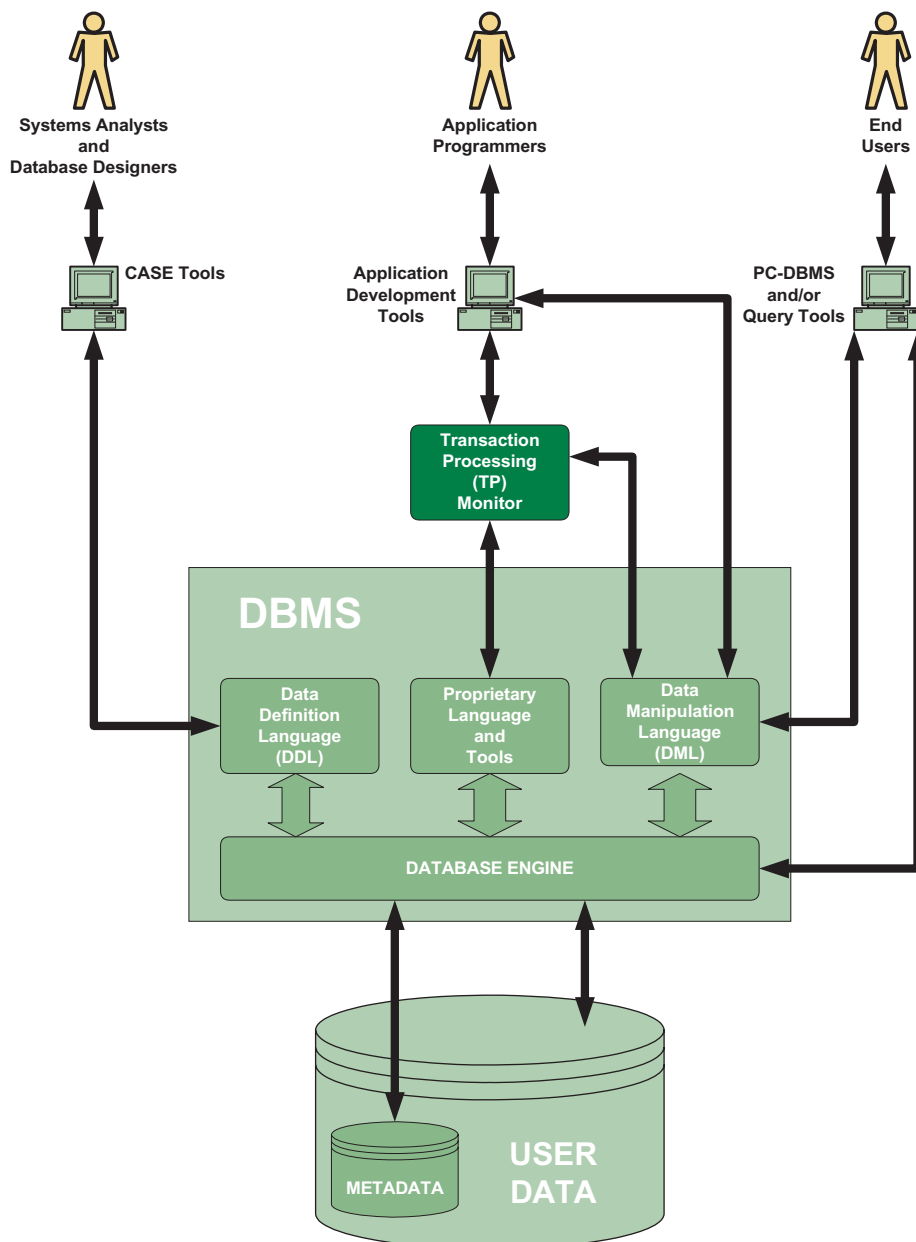 Systems Analysts
and
Database Designers
Application
Programmers
End
Users
CASE Tools
Application
Development
Tools
PC-DBMS
and/or
Query Tools
Transaction
Processing
(TP)
Monitor
DBMS
Data
Definition
Language
(DDL)
Proprietary
Language
and
Tools
Data
Manipulation
Language
(DML)
DATABASE ENGINE
METADATA
USER
DATA